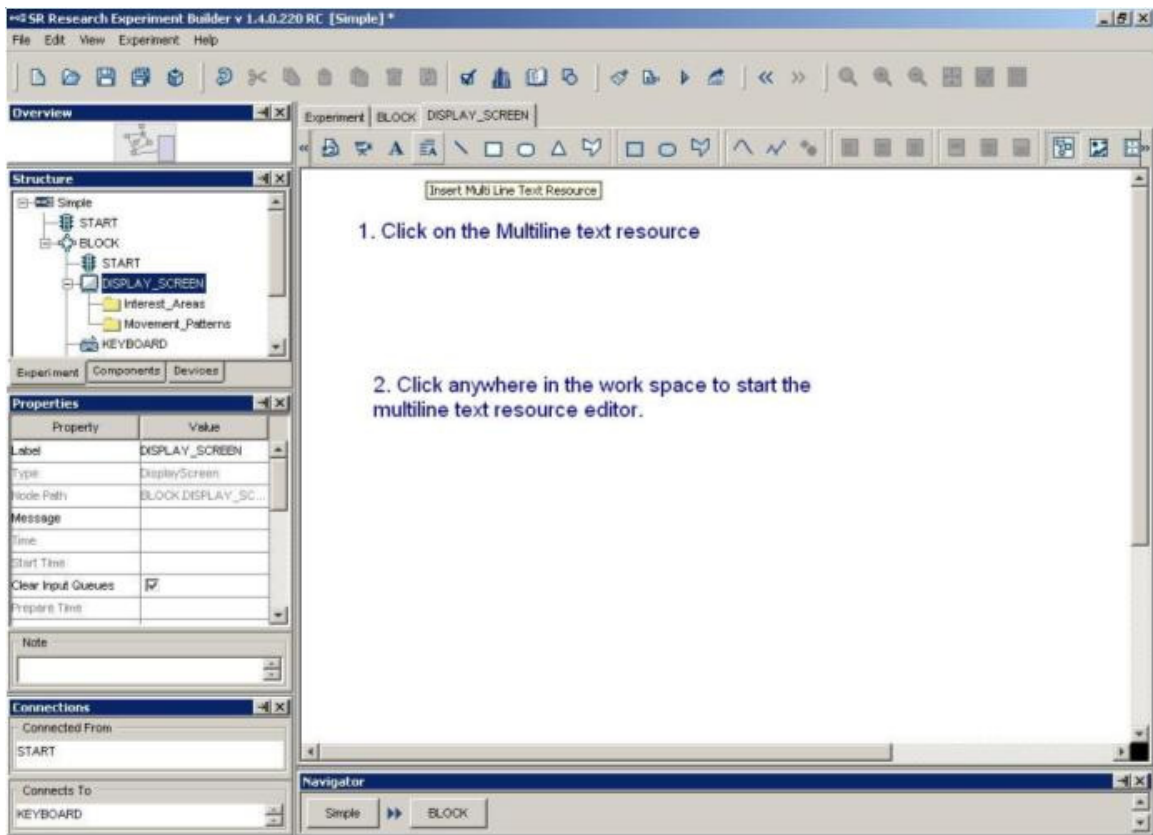 SR Research Experiment Builder v 1.4.0.220 RC [Simple] *
File Edit View Experiment Help
Overview
Experiment BLOCK DISPLAY_SCREEN
A
Structure
Insert Multi Line Text Resource
Simple
START
BLOCK
START
DISPLAY_SCREEN
Interest_Areas
Movement_Patterns
KEYBOARD
1. Click on the Multiline text resource
Experiment Components Devices
2. Click anywhere in the work space to start the
multiline text resource editor.
Properties
Property Value
Label DISPLAY_SCREEN
Type DisplayScreen
Node Path BLOCK.DISPLAY_SC...
Message
Time
Start Time
Clear Input Queues
Prepare Time
Note
Connections
Connected From
START
Connects To
KEYBOARD
Navigator
Simple BLOCK